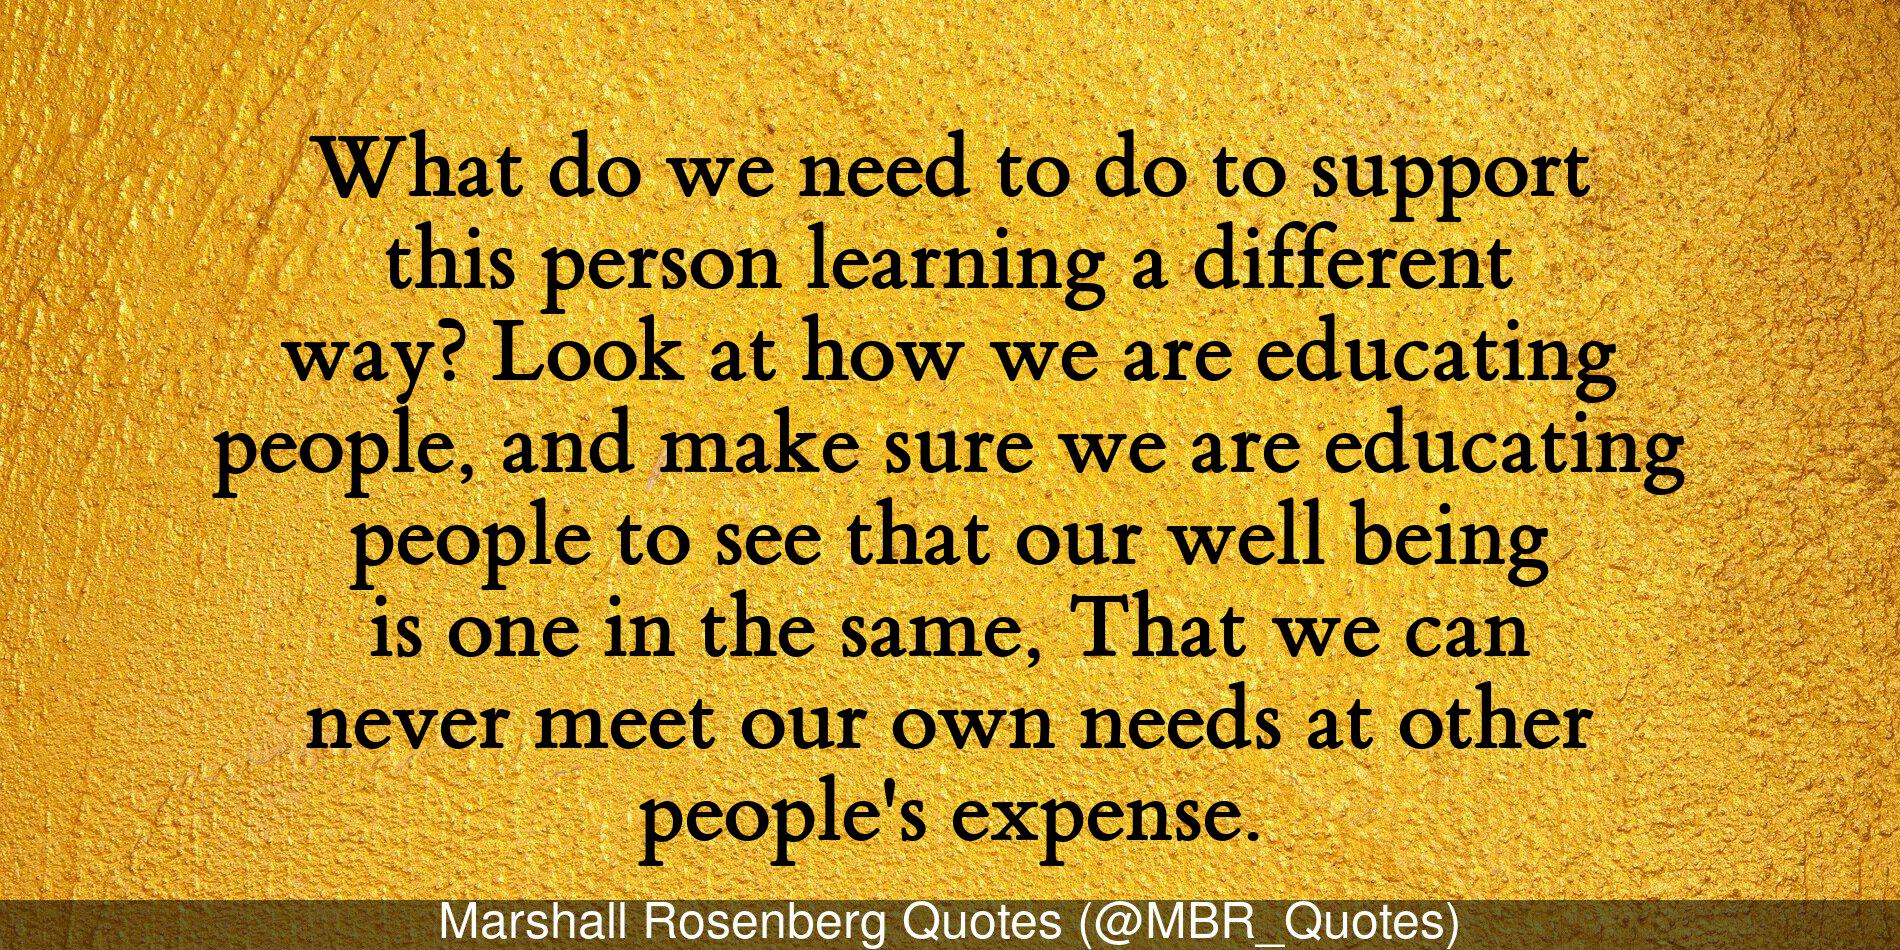 What do we need to do to support
this person learning a different
way? Look at how we are educating
people, and make sure we are educating
people to see that our well being
is one in the same, That we can
never meet our own needs at other
people's expense.
Marshall Rosenberg Quotes (@MBR_Quotes)